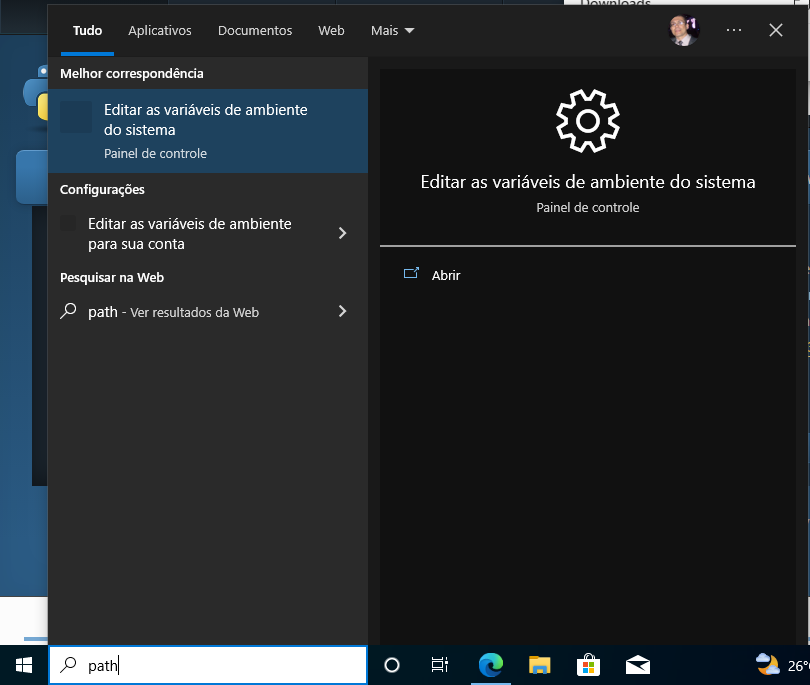 Downloads
Tudo
Aplicativos
Documentos
Web
Mais
Melhor correspondência
Editar as variáveis de ambiente
do sistema
Painel de controle
Configurações
Editar as variáveis de ambiente
para sua conta
Pesquisar na Web
path - Ver resultados da Web
Editar as variáveis de ambiente do sistema
Painel de controle
Abrir
path
26°